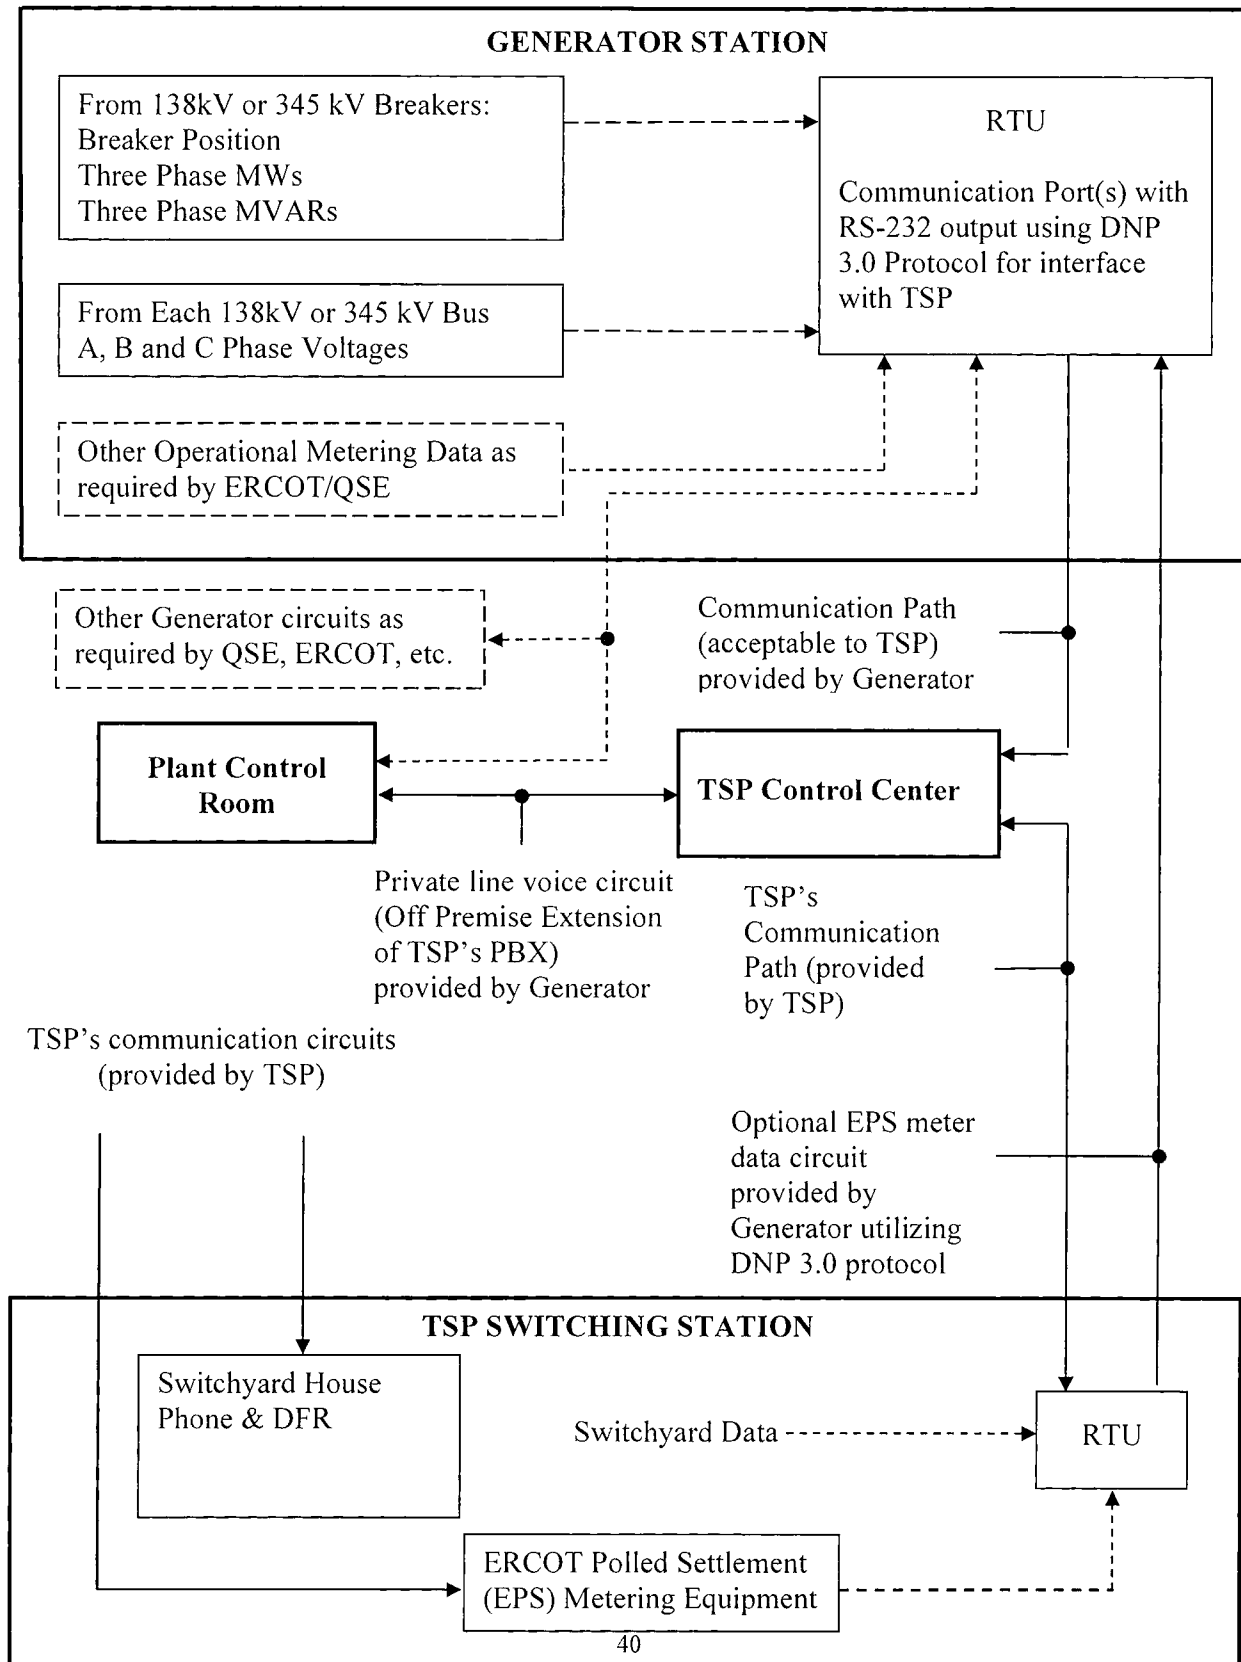 GENERATOR STATION
From 138kV or 345 kV Breakers:
Breaker Position
Three Phase MWs
Three Phase MVARs
RTU
Communication Port(s) with
RS-232 output using DNP
3.0 Protocol for interface
with TSP
From Each 138kV or 345 kV Bus
A, B and C Phase Voltages
Other Operational Metering Data as
required by ERCOT/QSE
Other Generator circuits as
required by QSE, ERCOT, etc.
Communication Path
(acceptable to TSP)
provided by Generator
Plant Control
Room
TSP Control Center
Private line voice circuit
(Off Premise Extension
of TSP's PBX)
provided by Generator
TSP's
Communication
Path (provided
by TSP)
TSP's communication circuits
(provided by TSP)
Optional EPS meter
data circuit
provided by
Generator utilizing
DNP 3.0 protocol
TSP SWITCHING STATION
Switchyard House
Phone & DFR
Switchyard Data
RTU
ERCOT Polled Settlement
(EPS) Metering Equipment
40